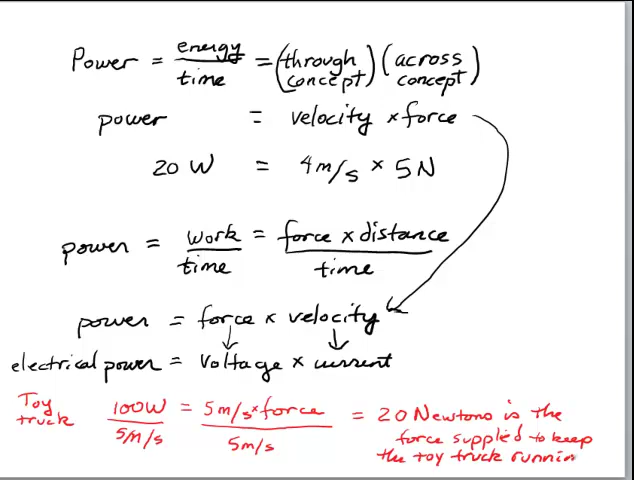 Power = energy/time = (through concept) (across concept)
power = velocity × force
20 W = 4 m/s × 5 N
power = work/time = force × distance/time
power = force × velocity
electrical power = voltage × current
Toy truck 100W/5m/s = 5m/s × force/5m/s = 20 Newtons is the
force supplied to keep
the toy truck runnin